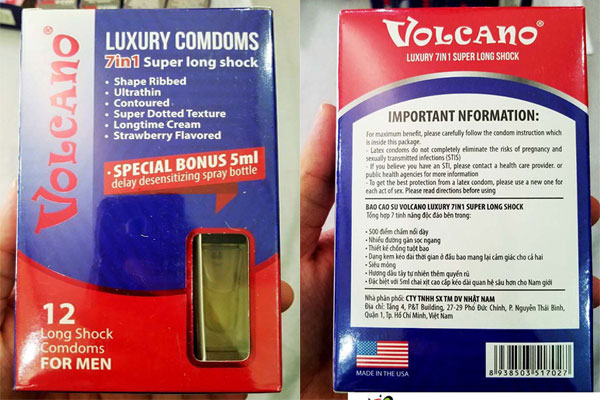 VOLCANO®
LUXURY COMDOMS
7in1 Super long shock
• Shape Ribbed
• Ultrathin
• Contoured
• Super Dotted Texture
• Longtime Cream
• Strawberry Flavored
• SPECIAL BONUS 5ml
delay desensitizing spray bottle
12
Long Shock
Comdoms
FOR MEN
VOLCANO®
LUXURY 7IN1 SUPER LONG SHOCK
IMPORTANT NFORMATION:
For maximum benefit, please carefully follow the condom instruction which
is inside this package.
- Latex condoms do not completely eliminate the risks of pregnancy and
sexually transmitted infections (STIS)
- If you believe you have an STI, please contact a health care provider. or
public health agencies for more information
- To get the best protection from a latex condom, please use a new one for
each act of sex. Please read directions before using
BAO CAO SU VOLCANO LUXURY 7IN1 SUPER LONG SHOCK
Tổng hợp 7 tính năng độc đáo bên trong:
• 500 điểm chấm nổi dày
• Nhiều đường gân sọc ngang
• Thiết kế chống tuột bao
• Dạng kem kéo dài thời gian ở đầu bao mang lại cảm giác cho cả hai
• Siêu mỏng
• Hương dâu tây tự nhiên thêm quyến rũ
• Đặc biệt với 5ml chai xịt cao cấp kéo dài quan hệ sâu hơn cho Nam giới
Nhà phân phối: CTY TNHH SX TM DV NHẬT NAM
Địa chỉ: Tầng 4, P&T Building, 27-29 Phó Đức Chính, P. Nguyễn Thái Bình,
Quận 1, Tp. Hồ Chí Minh, Việt Nam
MADE IN THE USA
8 938503 517027